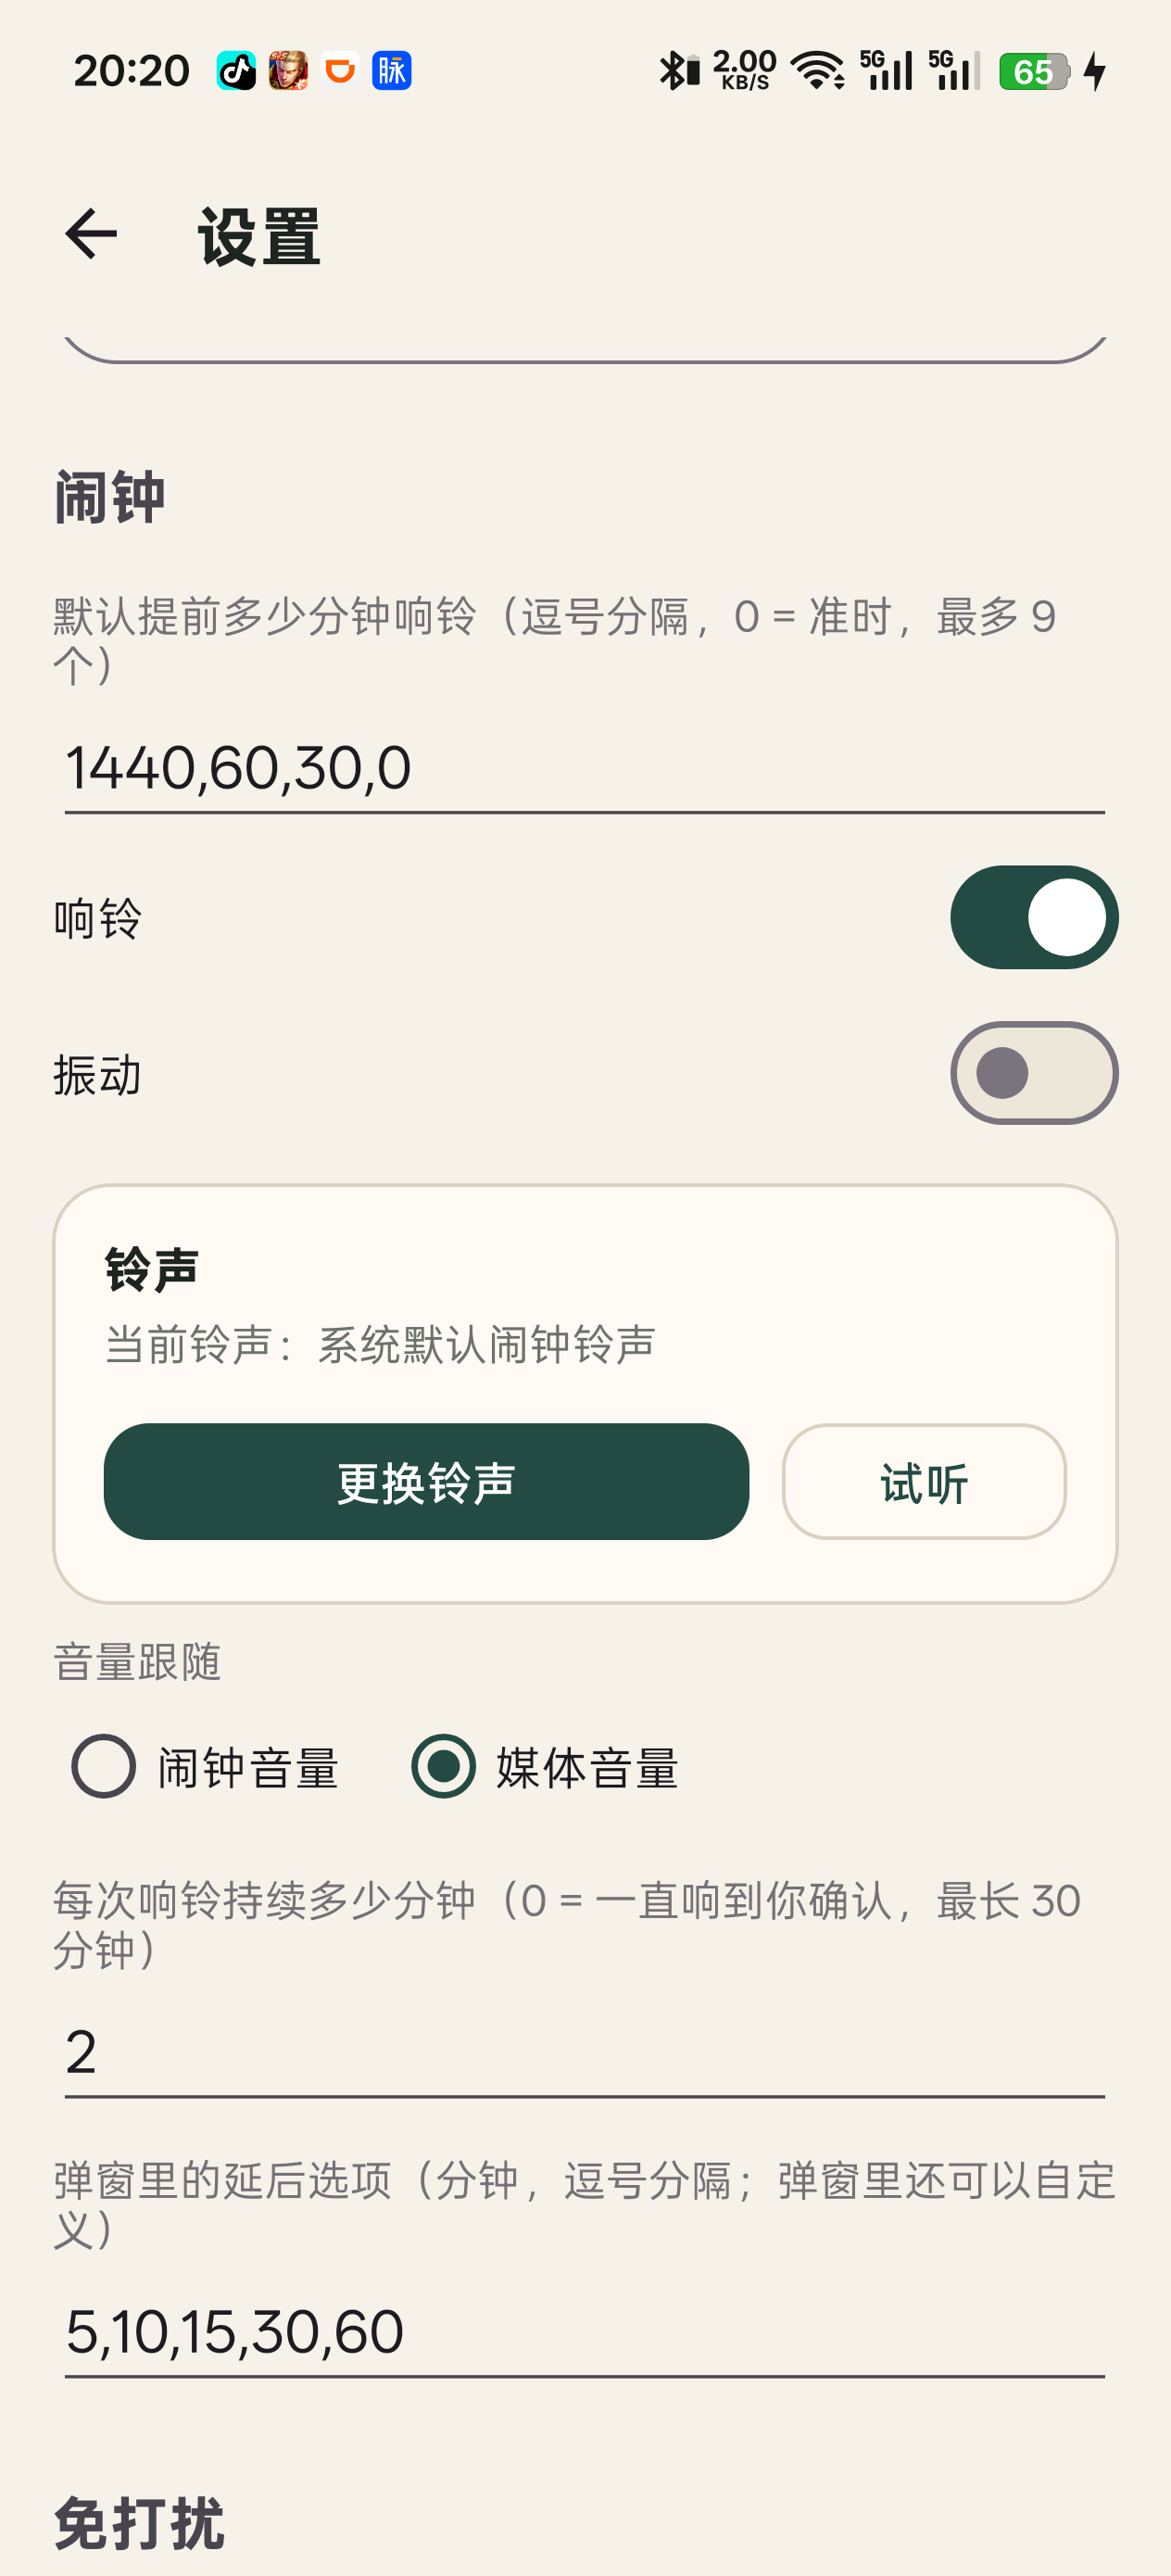 20:20
脉
2.00
KB/S
5G
5G
65
设置
闹钟
默认提前多少分钟响铃（逗号分隔，0 = 准时，最多 9
个）
1440,60,30,0
响铃
振动
铃声
当前铃声：系统默认闹钟铃声
更换铃声
试听
音量跟随
闹钟音量
媒体音量
每次响铃持续多少分钟（0 = 一直响到你确认，最长 30
分钟）
2
弹窗里的延后选项（分钟，逗号分隔；弹窗里还可以自定
义）
5,10,15,30,60
免打扰